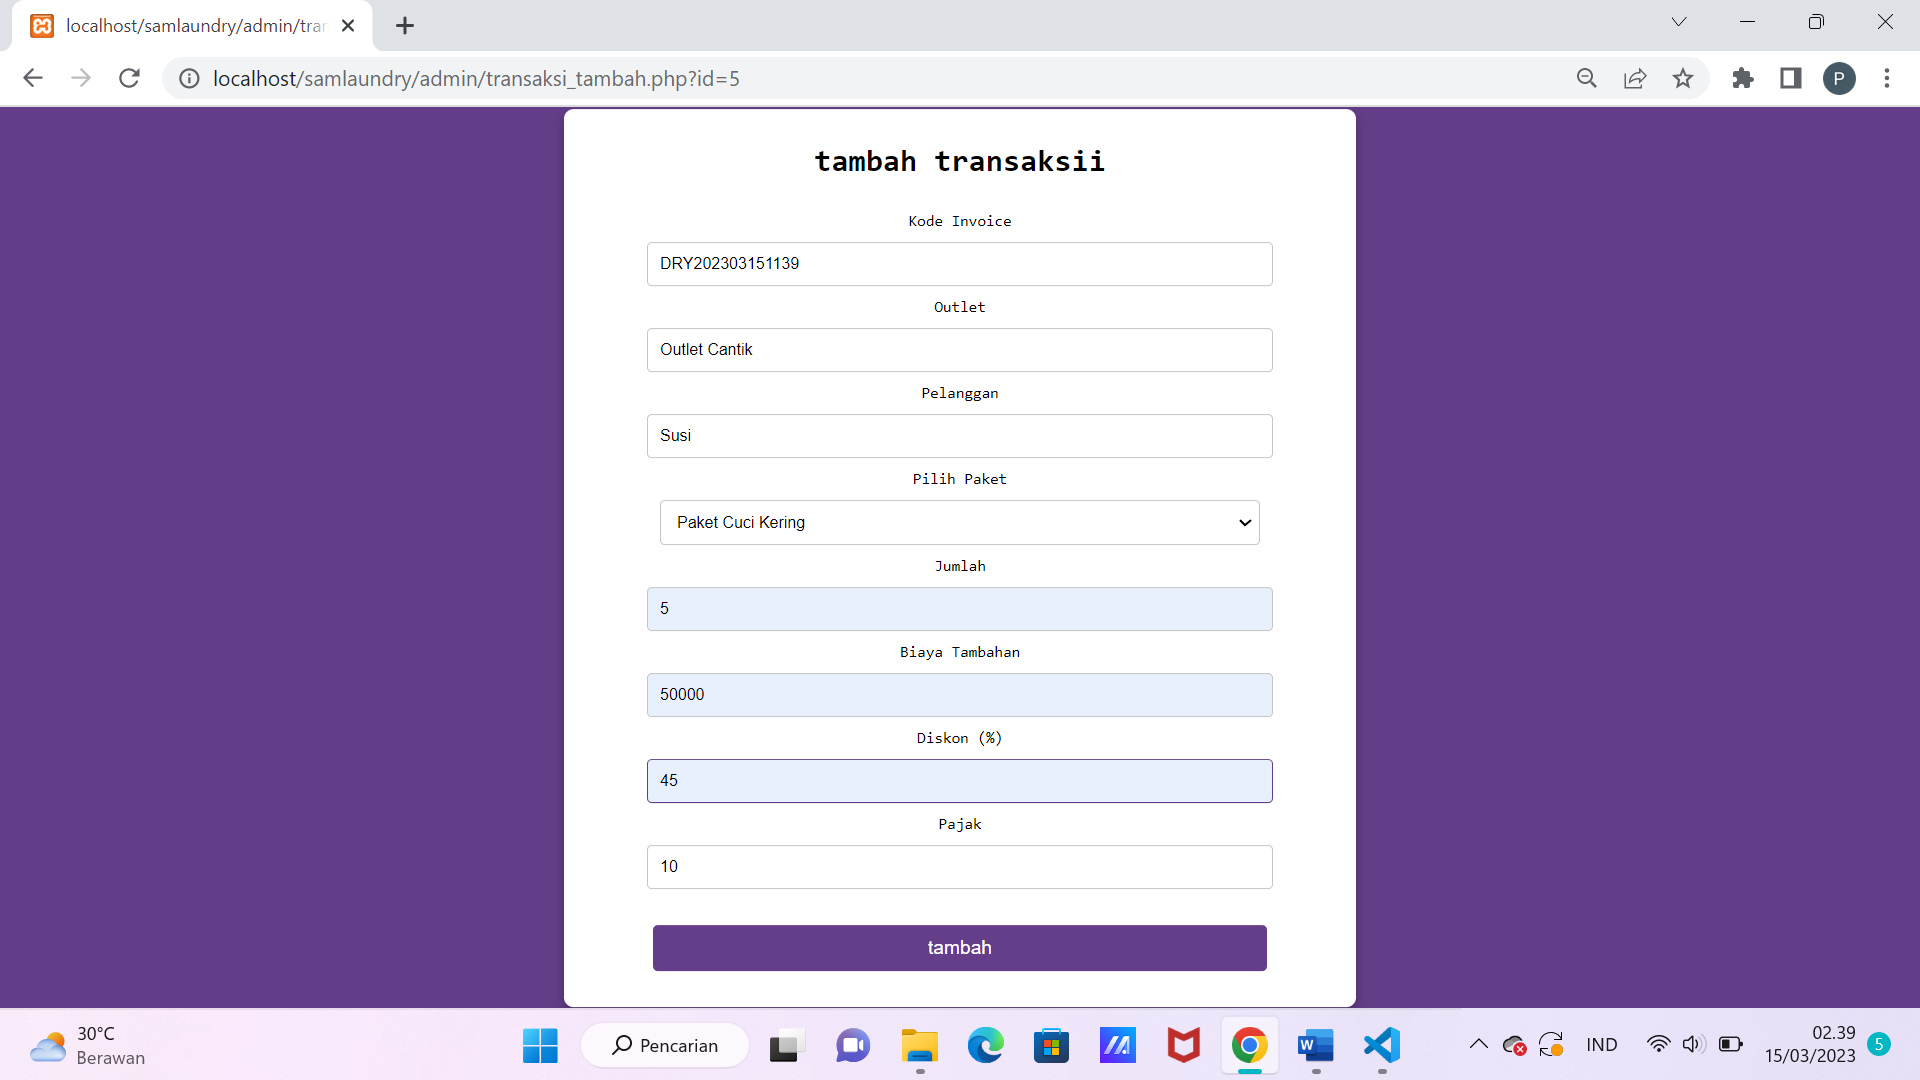 localhost/samlaundry/admin/tran
localhost/samlaundry/admin/transaksi_tambah.php?id=5
P
tambah transaksii
Kode Invoice
DRY202303151139
Outlet
Outlet Cantik
Pelanggan
Susi
Pilih Paket
Paket Cuci Kering
Jumlah
5
Biaya Tambahan
50000
Diskon (%)
45
Pajak
10
tambah
30°C
Berawan
Pencarian
IND
02.39
15/03/2023
5